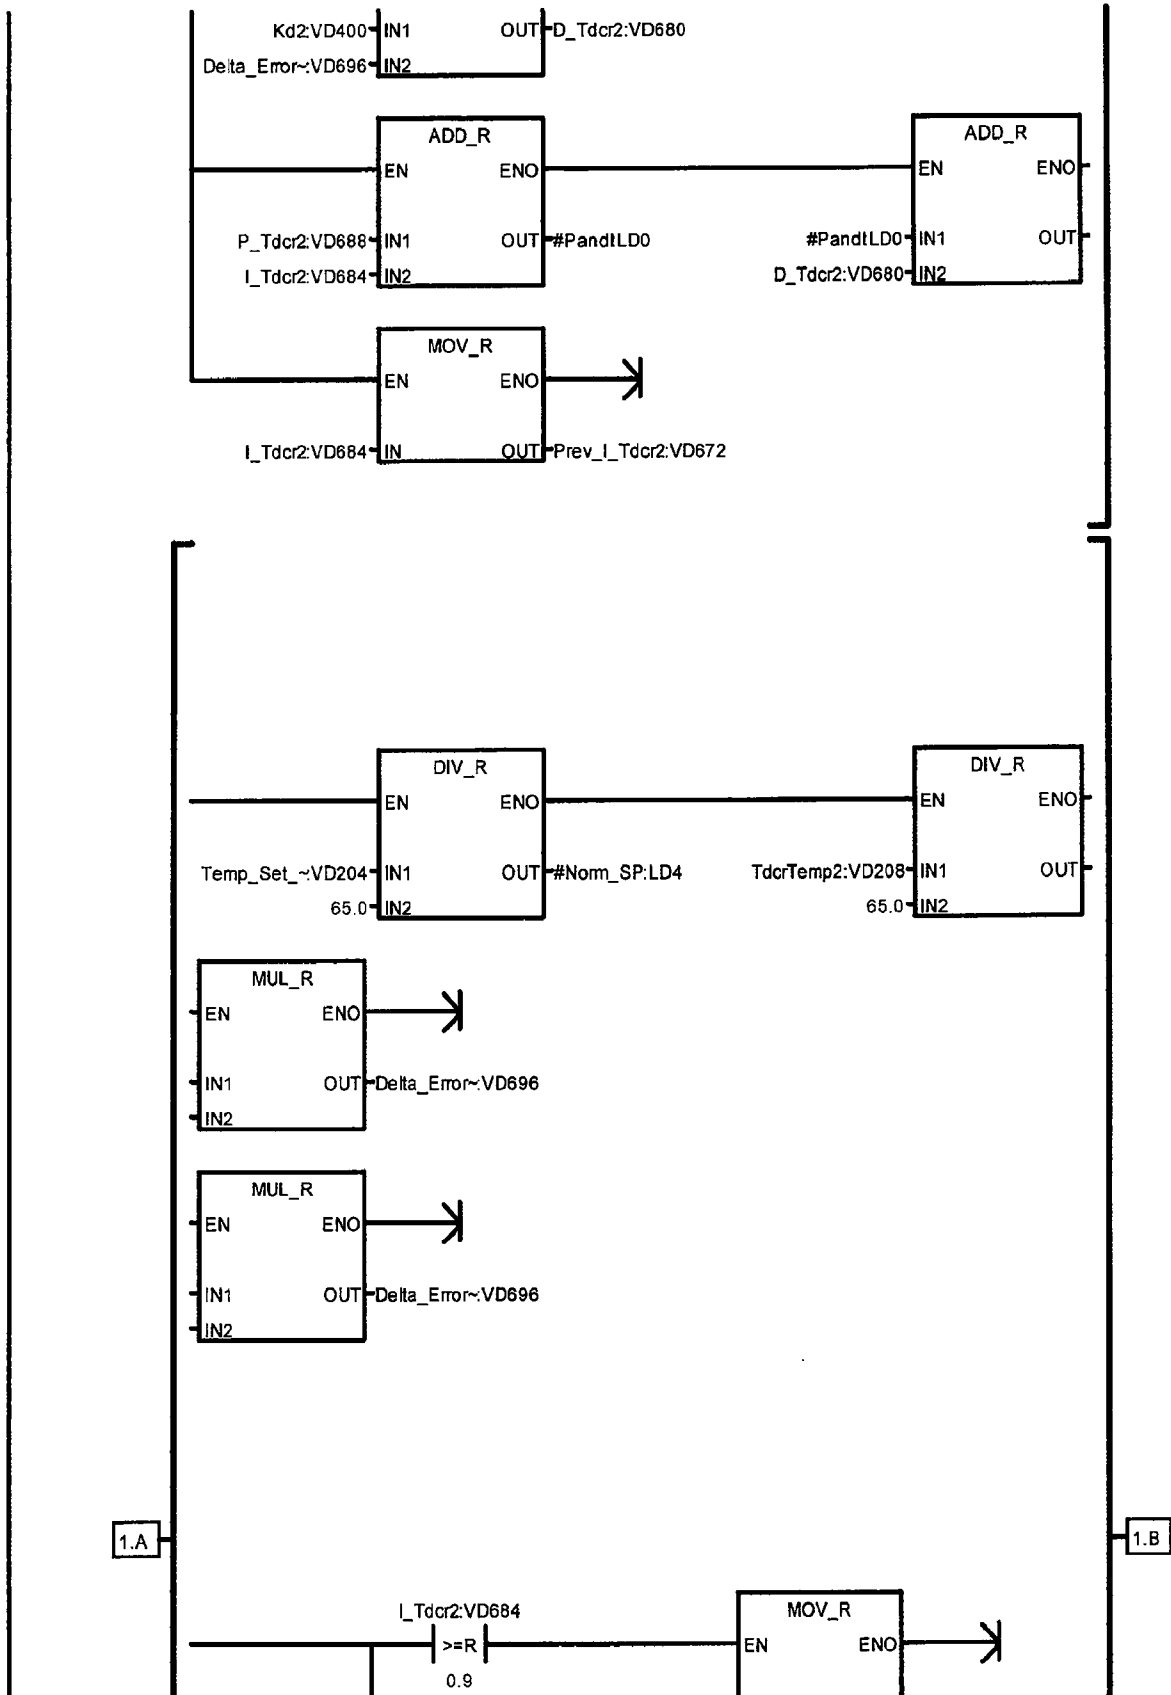 Kd2:VD400 IN1 OUT D_Tdcr2:VD680
Delta_Error~:VD696 IN2
ADD_R ADD_R
EN ENO EN ENO
P_Tdcr2:VD688 IN1 OUT #PandI:LD0 #PandI:LD0 IN1 OUT
I_Tdcr2:VD684 IN2 D_Tdcr2:VD680 IN2
MOV_R
EN ENO
I_Tdcr2:VD684 IN OUT Prev_I_Tdcr2:VD672
DIV_R DIV_R
EN ENO EN ENO
Temp_Set_~:VD204 IN1 OUT #Norm_SP:LD4 TdcrTemp2:VD208 IN1 OUT
65.0 IN2 65.0 IN2
MUL_R
EN ENO
IN1 OUT Delta_Error~:VD696
IN2
MUL_R
EN ENO
IN1 OUT Delta_Error~:VD696
IN2
1.A 1.B
I_Tdcr2:VD684 MOV_R
>=R EN ENO
0.9